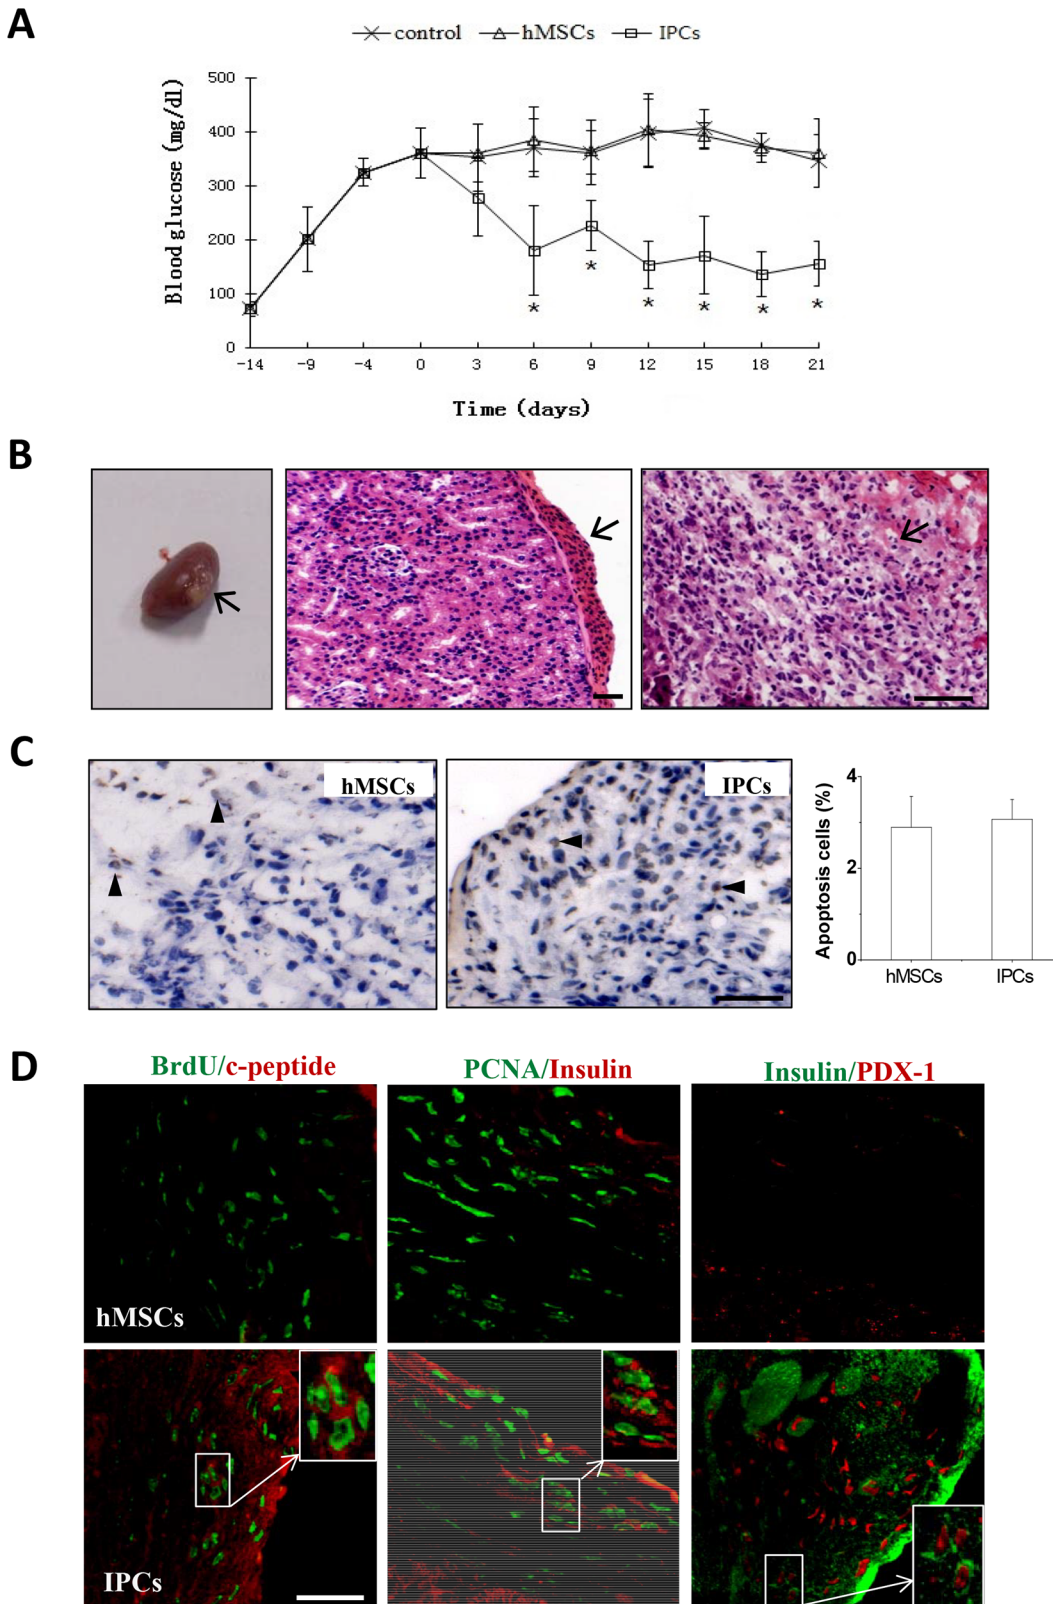 A
control hMSCs IPCs
Blood glucose (mg/dl)
500
400
300
200
100
0
-14 -9 -4 0 3 6 9 12 15 18 21
* * * * * *
Time (days)
B
C
hMSCs
IPCs
Apoptosis cells (%)
4
2
0
hMSCs IPCs
D
BrdU/c-peptide PCNA/Insulin Insulin/PDX-1
hMSCs
IPCs